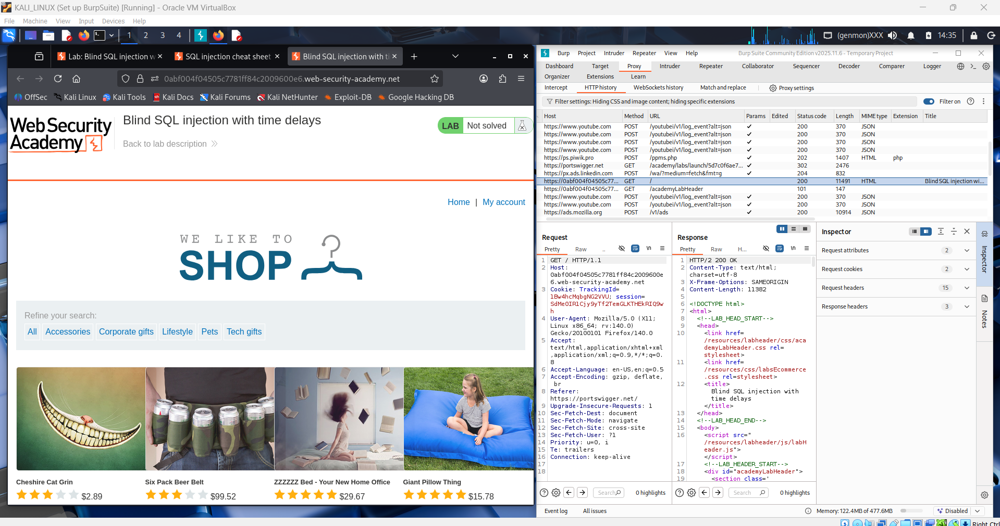 KALI_LINUX (Set up BurpSuite) [Running] - Oracle VM VirtualBox
File Machine View Input Devices Help
1 2 3 4 (genmon)XXX 14:35
Lab: Blind SQL injection w SQL injection cheat sheet Blind SQL injection with ti
0abf004f04505c7781ff84c2009600e6.web-security-academy.net
OffSec Kali Linux Kali Tools Kali Docs Kali Forums Kali NetHunter Exploit-DB Google Hacking DB
WebSecurity
Academy
Blind SQL injection with time delays
Back to lab description
LAB Not solved
Home | My account
WE LIKE TO
SHOP
Refine your search:
All Accessories Corporate gifts Lifestyle Pets Tech gifts
Cheshire Cat Grin
$2.89
Six Pack Beer Belt
$99.52
ZZZZZZ Bed - Your New Home Office
$29.67
Giant Pillow Thing
$15.78
Burp Project Intruder Repeater View Help Burp Suite Community Edition v2025.11.6 - Temporary Project
Dashboard Target Proxy Intruder Repeater Collaborator Sequencer Decoder Comparer Logger
Organizer Extensions Learn
Intercept HTTP history WebSockets history Match and replace Proxy settings
Filter settings: Hiding CSS and image content; hiding specific extensions Filter on
Host Method URL Params Edited Status code Length MIME type Extension Title
https://www.youtube.com POST /youtubei/v1/log_event?alt=json ✓ 200 370 JSON
https://www.youtube.com POST /youtubei/v1/log_event?alt=json ✓ 200 370 JSON
https://www.youtube.com POST /youtubei/v1/log_event?alt=json ✓ 200 370 JSON
https://www.youtube.com POST /youtubei/v1/log_event?alt=json ✓ 200 370 JSON
https://ps.piwik.pro POST /ppms.php ✓ 202 1407 HTML php
https://portswigger.net GET /academy/labs/launch/5d7c0f6ae7... ✓ 302 2476
https://px.ads.linkedin.com POST /wa/?medium=fetch&fmt=g ✓ 204 832
https://0abf004f04505c77... GET / 200 11491 HTML Blind SQL injection wi...
https://0abf004f04505c77... GET /academyLabHeader 101 147
https://www.youtube.com POST /youtubei/v1/log_event?alt=json ✓ 200 370 JSON
https://www.youtube.com POST /youtubei/v1/log_event?alt=json ✓ 200 370 JSON
https://ads.mozilla.org POST /v1/ads ✓ 200 10914 JSON
Request
Pretty Raw .. \n
1 GET / HTTP/1.1
2 Host:
0abf004f04505c7781ff84c2009600e
6.web-security-academy.net
3 Cookie: TrackingId=
1Bw4hcMqbgNG2VVU; session=
SdMe0IR1Cjy9yTf2TemGLKTHEkRIQ9w
h
4 User-Agent: Mozilla/5.0 (X11;
Linux x86_64; rv:140.0)
Gecko/20100101 Firefox/140.0
5 Accept:
text/html,application/xhtml+xml
,application/xml;q=0.9,*/*;q=0.
8
6 Accept-Language: en-US,en;q=0.5
7 Accept-Encoding: gzip, deflate,
br
8 Referer:
https://portswigger.net/
9 Upgrade-Insecure-Requests: 1
10 Sec-Fetch-Dest: document
11 Sec-Fetch-Mode: navigate
12 Sec-Fetch-Site: cross-site
13 Sec-Fetch-User: ?1
14 Priority: u=0, i
15 Te: trailers
16 Connection: keep-alive
17
18
Search 0 highlights
Response
Pretty Raw H... \n
1 HTTP/2 200 OK
2 Content-Type: text/html;
charset=utf-8
3 X-Frame-Options: SAMEORIGIN
4 Content-Length: 11382
5
6 <!DOCTYPE html>
7 <html>
8 <!--LAB_HEAD_START-->
9 <head>
10 <link href=
/resources/labheader/css/aca
demyLabHeader.css rel=
stylesheet>
11 <link href=
/resources/css/labsEcommerce
.css rel=stylesheet>
12 <title>
Blind SQL injection with
time delays
</title>
13 </head>
14 <!--LAB_HEAD_END-->
15 <body>
16 <script src="
/resources/labheader/js/labH
eader.js">
</script>
17 <!--LAB_HEADER_START-->
18 <div id="academyLabHeader">
19 <section class='
Search 0 highlights
Inspector
Request attributes 2
Request cookies 2
Request headers 15
Response headers 3
Inspector
Notes
Event log All issues Memory: 122.4MB of 477.6MB Disabled
Right Ctrl